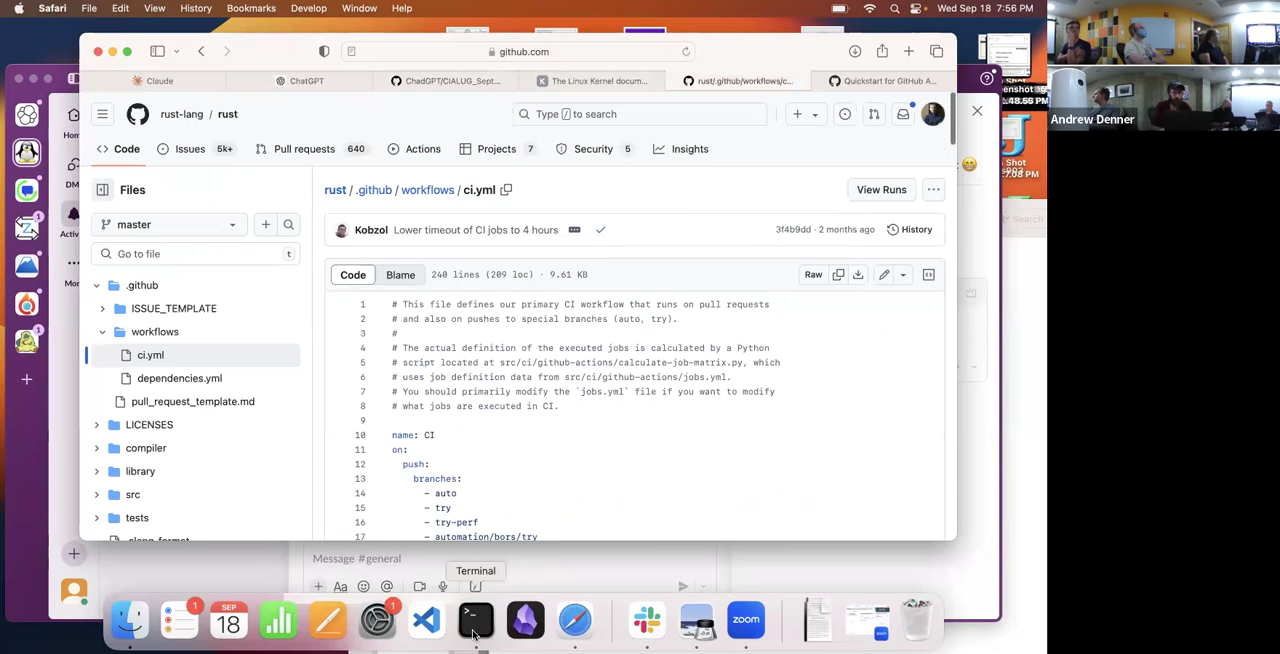 Safari File Edit View History Bookmarks Develop Window Help
Wed Sep 18 7:56 PM
github.com
Claude
ChatGPT
ChadGPT/CIALUG_Sept...
The Linux Kernel docum...
rust/.github/workflows/c...
Quickstart for GitHub A...
rust-lang / rust
Type / to search
Code
Issues 5k+
Pull requests 640
Actions
Projects 7
Security 5
Insights
Files
rust / .github / workflows / ci.yml
View Runs
master
Kobzol Lower timeout of CI jobs to 4 hours
3f4b9dd · 2 months ago
History
Go to file t
Code Blame 240 lines (209 loc) · 9.61 KB
Raw
.github
ISSUE_TEMPLATE
workflows
ci.yml
dependencies.yml
pull_request_template.md
LICENSES
compiler
library
src
tests
1 # This file defines our primary CI workflow that runs on pull requests
2 # and also on pushes to special branches (auto, try).
3 #
4 # The actual definition of the executed jobs is calculated by a Python
5 # script located at src/ci/github-actions/calculate-job-matrix.py, which
6 # uses job definition data from src/ci/github-actions/jobs.yml.
7 # You should primarily modify the `jobs.yml` file if you want to modify
8 # what jobs are executed in CI.
9
10 name: CI
11 on:
12 push:
13 branches:
14 - auto
15 - try
16 - try-perf
17 - automation/bors/try
Hom
DM
Activ
Mor
Message #general
Aa
Terminal
SEP
18
1
1
zoom
Andrew Denner
Search
Shot